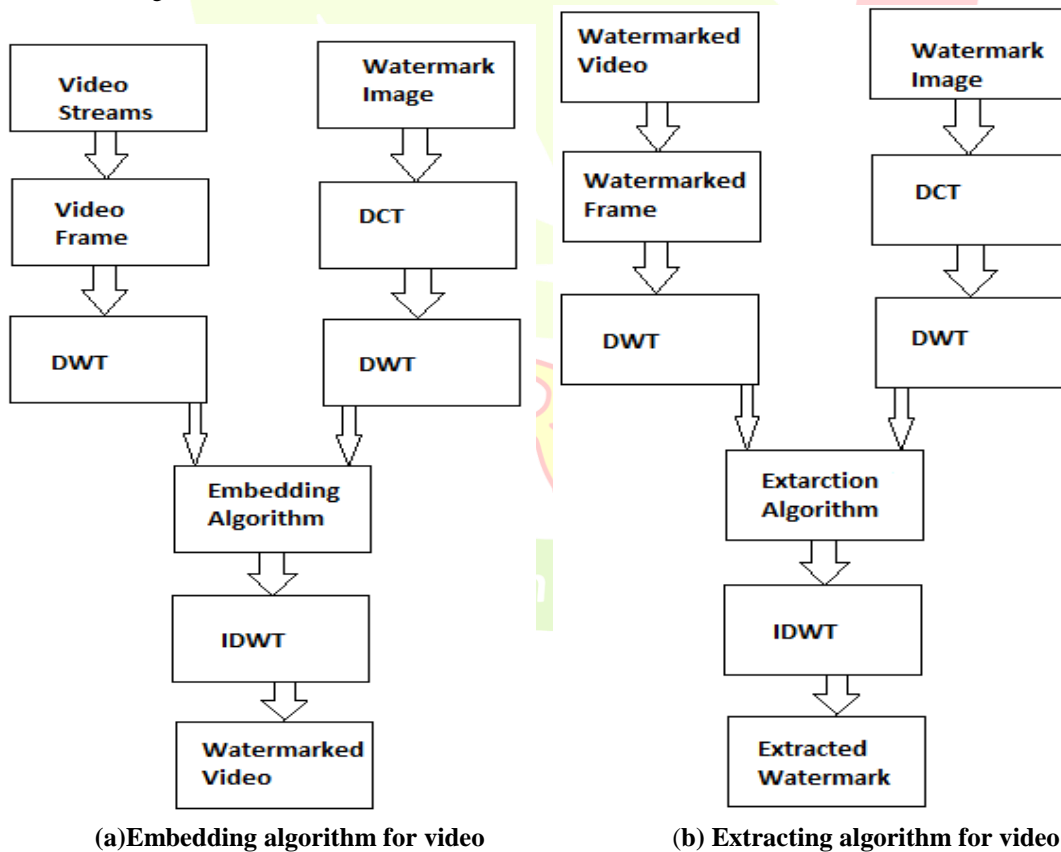 Video
Streams
Video
Frame
DWT
Watermark
Image
DCT
DWT
Embedding
Algorithm
IDWT
Watermarked
Video
(a)Embedding algorithm for video
Watermarked
Video
Watermarked
Frame
DWT
Watermark
Image
DCT
DWT
Extarction
Algorithm
IDWT
Extracted
Watermark
(b) Extracting algorithm for video